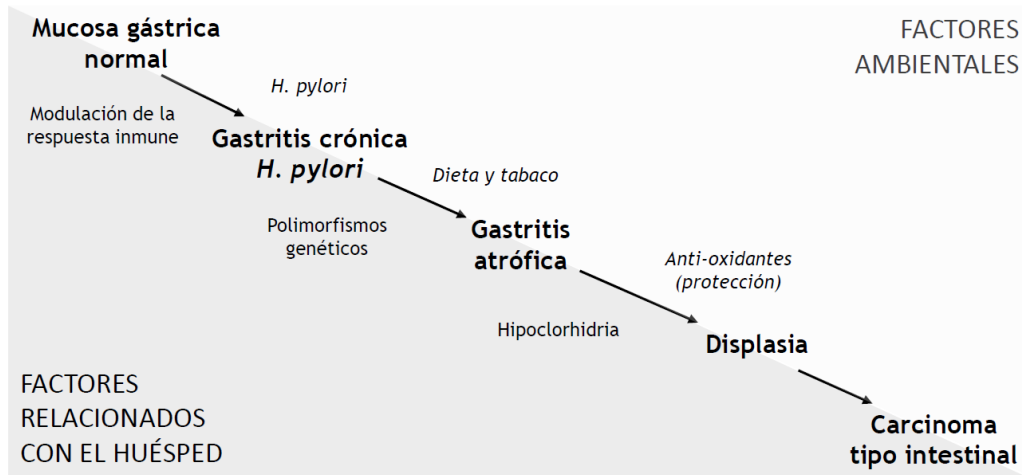 Mucosa gástrica
normal
FACTORES
AMBIENTALES
H. pylori
Modulación de la
respuesta inmune
Gastritis crónica
H. pylori
Dieta y tabaco
Polimorfismos
genéticos
Gastritis
atrófica
Anti-oxidantes
(protección)
Hipoclorhidria
Displasia
FACTORES
RELACIONADOS
CON EL HUÉSPED
Carcinoma
tipo intestinal